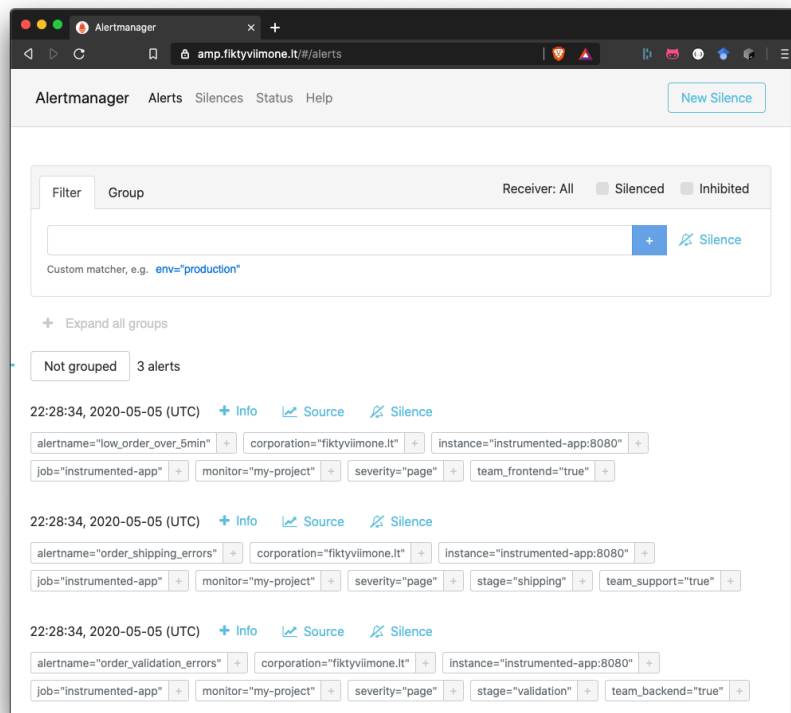 Alertmanager
amp.fiktyviimone.lt/#/alerts
Alertmanager Alerts Silences Status Help New Silence
Filter Group Receiver: All Silenced Inhibited
+ Silence
Custom matcher, e.g. env="production"
+ Expand all groups
Not grouped 3 alerts
22:28:34, 2020-05-05 (UTC) + Info Source Silence
alertname="low_order_over_5min" + corporation="fiktyviimone.lt" + instance="instrumented-app:8080" +
job="instrumented-app" + monitor="my-project" + severity="page" + team_frontend="true" +
22:28:34, 2020-05-05 (UTC) + Info Source Silence
alertname="order_shipping_errors" + corporation="fiktyviimone.lt" + instance="instrumented-app:8080" +
job="instrumented-app" + monitor="my-project" + severity="page" + stage="shipping" + team_support="true" +
22:28:34, 2020-05-05 (UTC) + Info Source Silence
alertname="order_validation_errors" + corporation="fiktyviimone.lt" + instance="instrumented-app:8080" +
job="instrumented-app" + monitor="my-project" + severity="page" + stage="validation" + team_backend="true" +